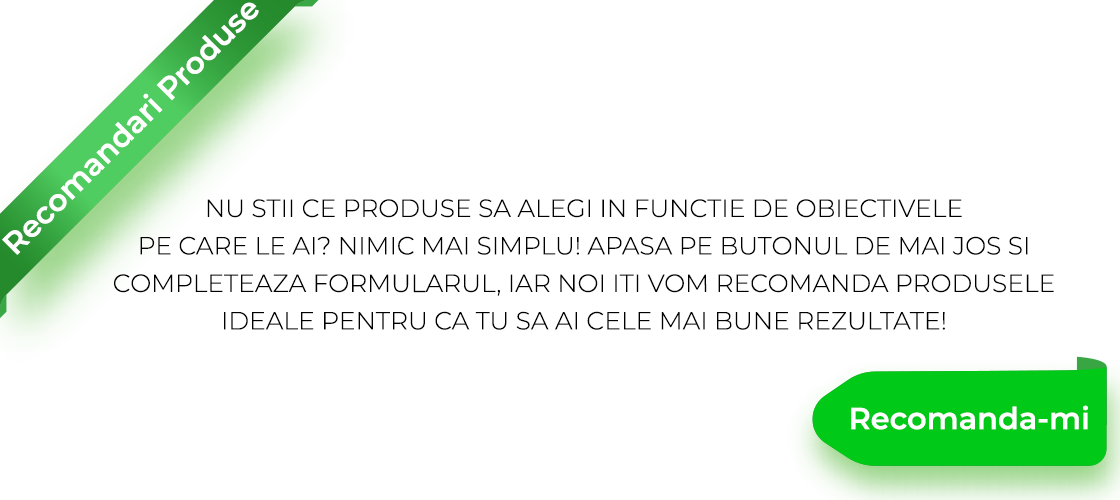 Recomandari Produse
NU STII CE PRODUSE SA ALEGI IN FUNCTIE DE OBIECTIVELE
PE CARE LE AI? NIMIC MAI SIMPLU! APASA PE BUTONUL DE MAI JOS SI
COMPLETEAZA FORMULARUL, IAR NOI ITI VOM RECOMANDA PRODUSELE
IDEALE PENTRU CA TU SA AI CELE MAI BUNE REZULTATE!
Recomanda-mi